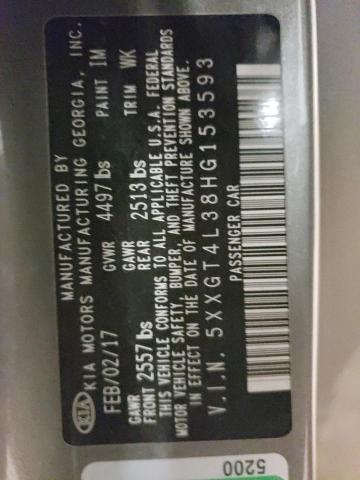 MANUFACTURED BY
KIA KIA MOTORS MANUFACTURING GEORGIA, INC.
FEB/02/17 GVWR 4497 lbs PAINT 1M
GAWR FRONT 2557 lbs GAWR REAR 2513 lbs TRIM WK
THIS VEHICLE CONFORMS TO ALL APPLICABLE U.S.A. FEDERAL
MOTOR VEHICLE SAFETY, BUMPER, AND THEFT PREVENTION STANDARDS
IN EFFECT ON THE DATE OF MANUFACTURE SHOWN ABOVE.
V.I.N. 5XXGT4L38HG153593
PASSENGER CAR
5200